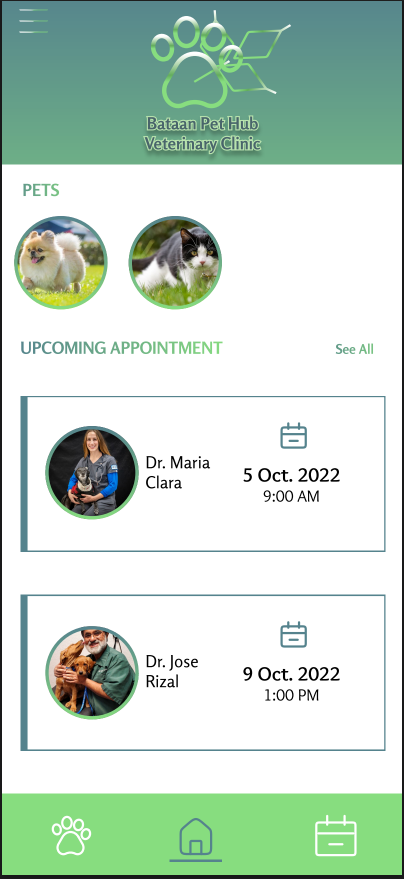 Bataan Pet Hub
Veterinary Clinic
PETS
UPCOMING APPOINTMENT
See All
Dr. Maria
Clara
5 Oct. 2022
9:00 AM
Dr. Jose
Rizal
9 Oct. 2022
1:00 PM